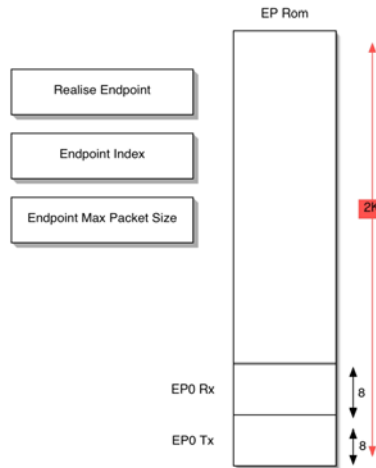 EP Rom
Realise Endpoint
Endpoint Index
Endpoint Max Packet Size
2K
EP0 Rx
8
EP0 Tx
8